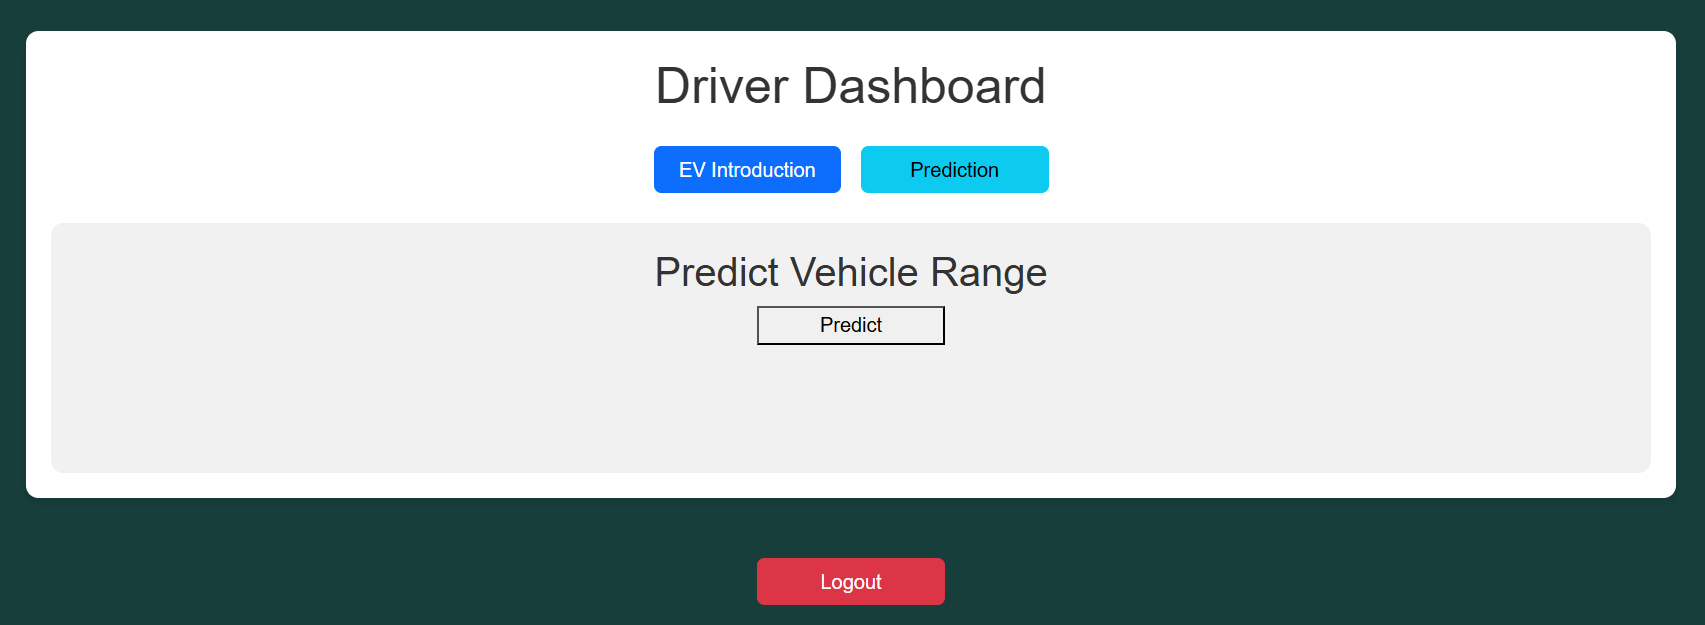 Driver Dashboard
EV Introduction
Prediction
Predict Vehicle Range
Predict
Logout